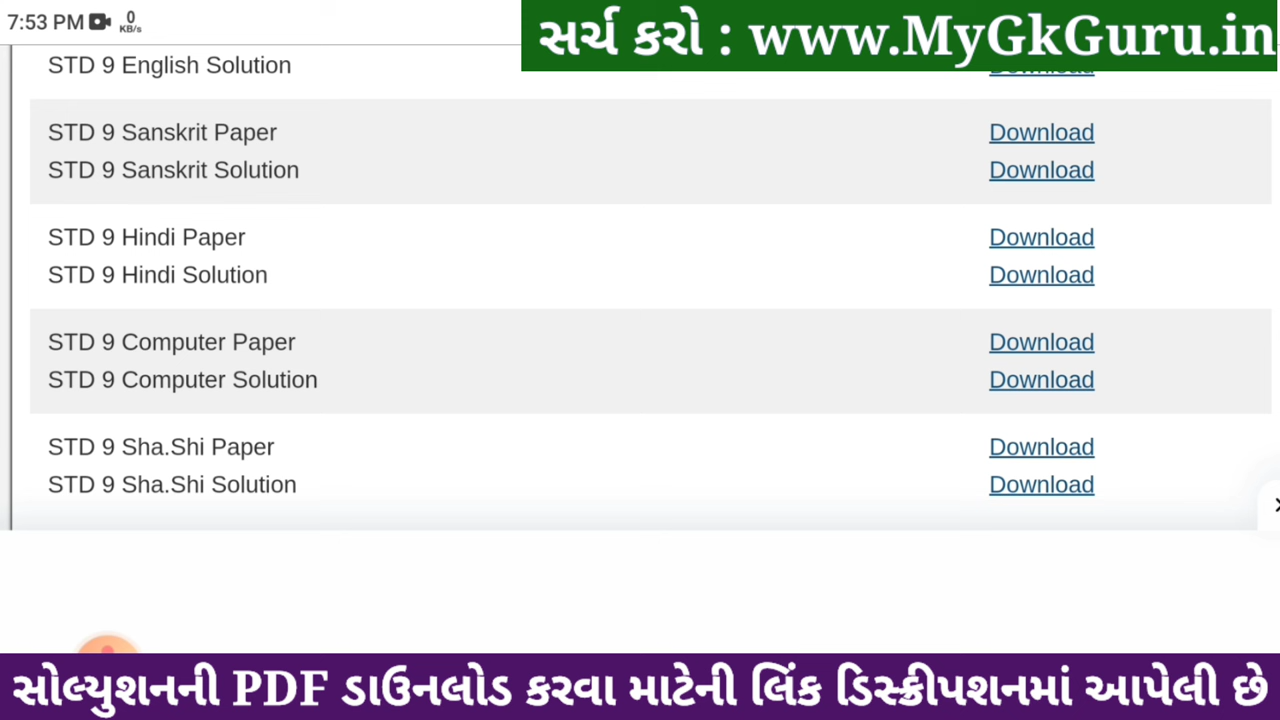 7:53 PM 0 KB/s
સર્ચ કરો : www.MyGkGuru.in
STD 9 English Solution Download
STD 9 Sanskrit Paper Download
STD 9 Sanskrit Solution Download
STD 9 Hindi Paper Download
STD 9 Hindi Solution Download
STD 9 Computer Paper Download
STD 9 Computer Solution Download
STD 9 Sha.Shi Paper Download
STD 9 Sha.Shi Solution Download
સોલ્યુશનની PDF ડાઉનલોડ કરવા માટેની લિંક ડિસ્ક્રીપશનમાં આપેલી છે